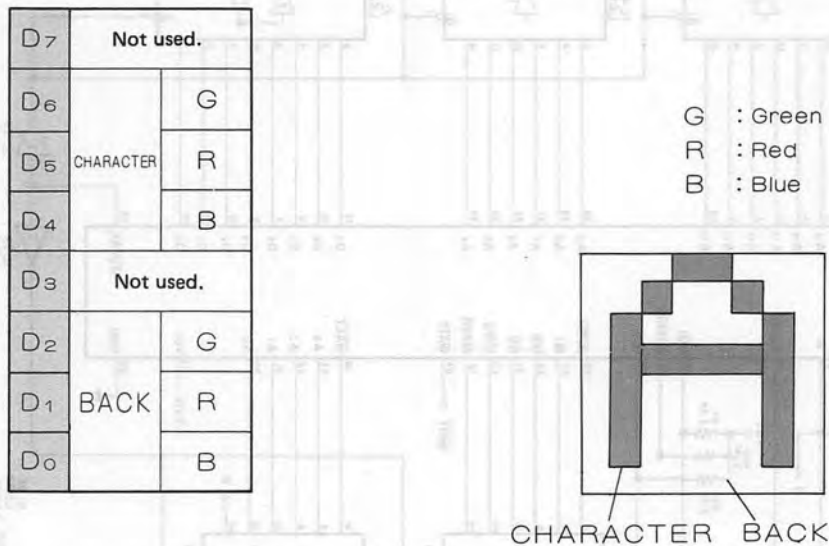 D7 Not used.
D6 G
D5 CHARACTER R
D4 B
D3 Not used.
D2 G
D1 BACK R
D0 B
G : Green
R : Red
B : Blue
CHARACTER BACK